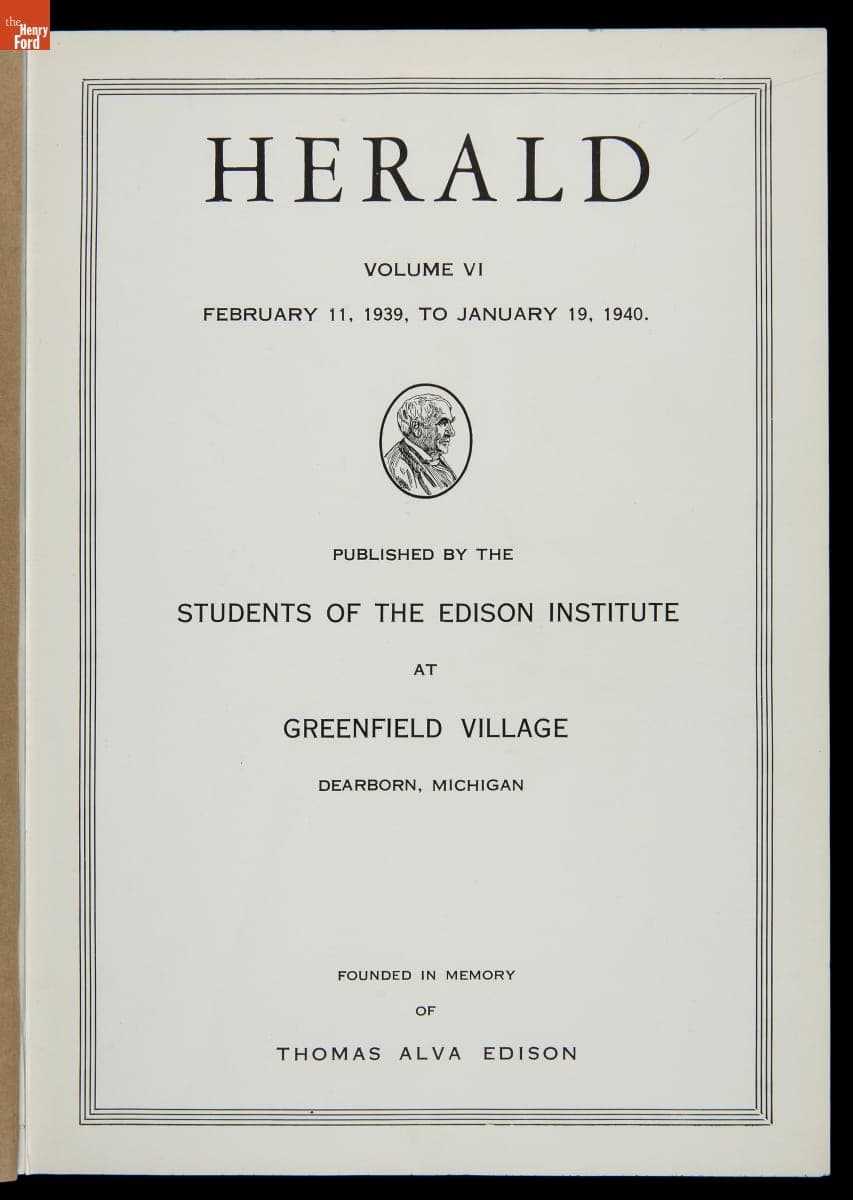 the
Henry
Ford
HERALD
VOLUME VI
FEBRUARY 11, 1939, TO JANUARY 19, 1940.
PUBLISHED BY THE
STUDENTS OF THE EDISON INSTITUTE
AT
GREENFIELD VILLAGE
DEARBORN, MICHIGAN
FOUNDED IN MEMORY
OF
THOMAS ALVA EDISON